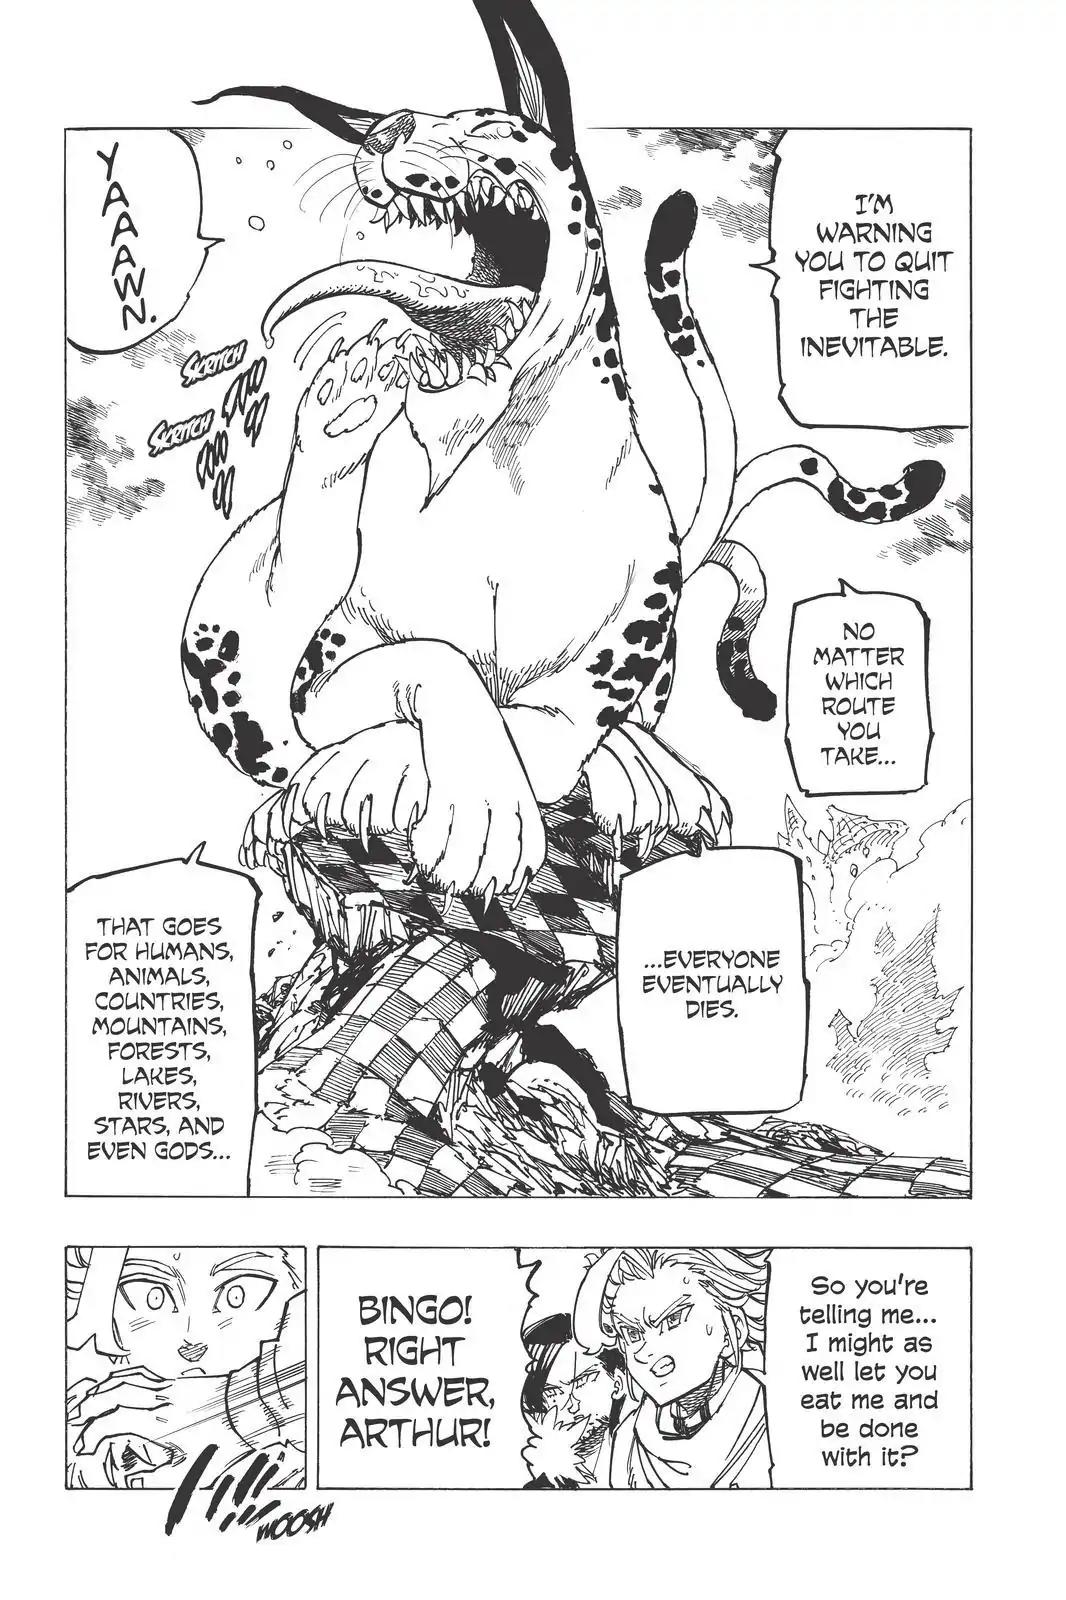 I'M
WARNING
YOU TO QUIT
FIGHTING
THE
INEVITABLE.
YAAAWN.
SKRITCH
SKRITCH
NO
MATTER
WHICH
ROUTE
YOU
TAKE...
...EVERYONE
EVENTUALLY
DIES.
THAT GOES
FOR HUMANS,
ANIMALS,
COUNTRIES,
MOUNTAINS,
FORESTS,
LAKES,
RIVERS,
STARS, AND
EVEN GODS...
So you're
telling me...
I might as
well let you
eat me and
be done
with it?
BINGO!
RIGHT
ANSWER,
ARTHUR!
WOOSH